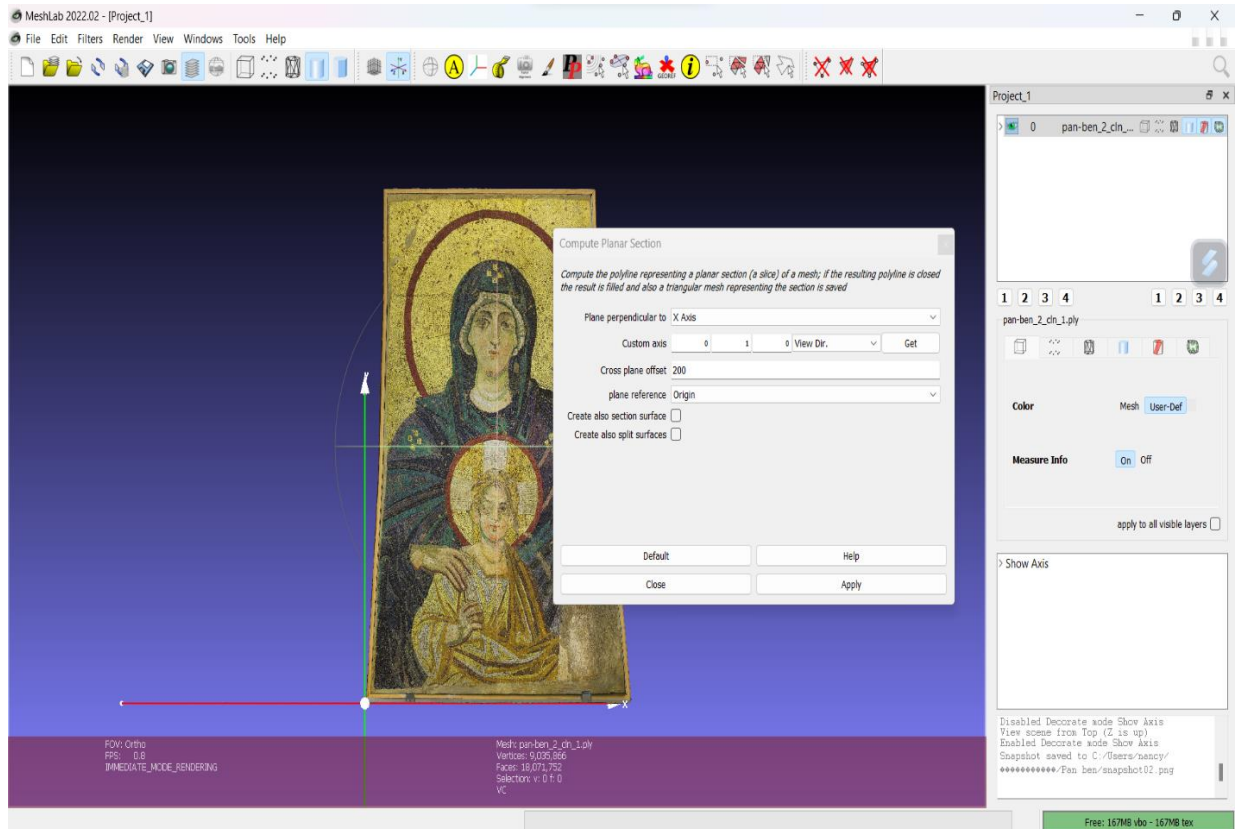 MeshLab 2022.02 - [Project_1]
File Edit Filters Render View Windows Tools Help
A Pp GEOREF i
Project_1
0 pan-ben_2_cln_...
1 2 3 4 1 2 3 4
pan-ben_2_cln_1.ply
Color Mesh User-Def
Measure Info On Off
apply to all visible layers
Show Axis
Disabled Decorate mode Show Axis
View scene from Top (Z is up)
Enabled Decorate mode Show Axis
Snapshot saved to C:/Users/nancy/
/Pan ben/snapshot02.png
Compute Planar Section
Compute the polyline representing a planar section (a slice) of a mesh; if the resulting polyline is closed
the result is filled and also a triangular mesh representing the section is saved
Plane perpendicular to X Axis
Custom axis 0 1 0 View Dir. Get
Cross plane offset 200
plane reference Origin
Create also section surface
Create also split surfaces
Default Help
Close Apply
Y
X
FOV: Ortho
FPS: 0.8
IMMEDIATE_MODE_RENDERING
Mesh: pan-ben_2_cln_1.ply
Vertices: 9,035,866
Faces: 18,071,752
Selection: v: 0 f: 0
VC
Free: 167MB vbo - 167MB tex